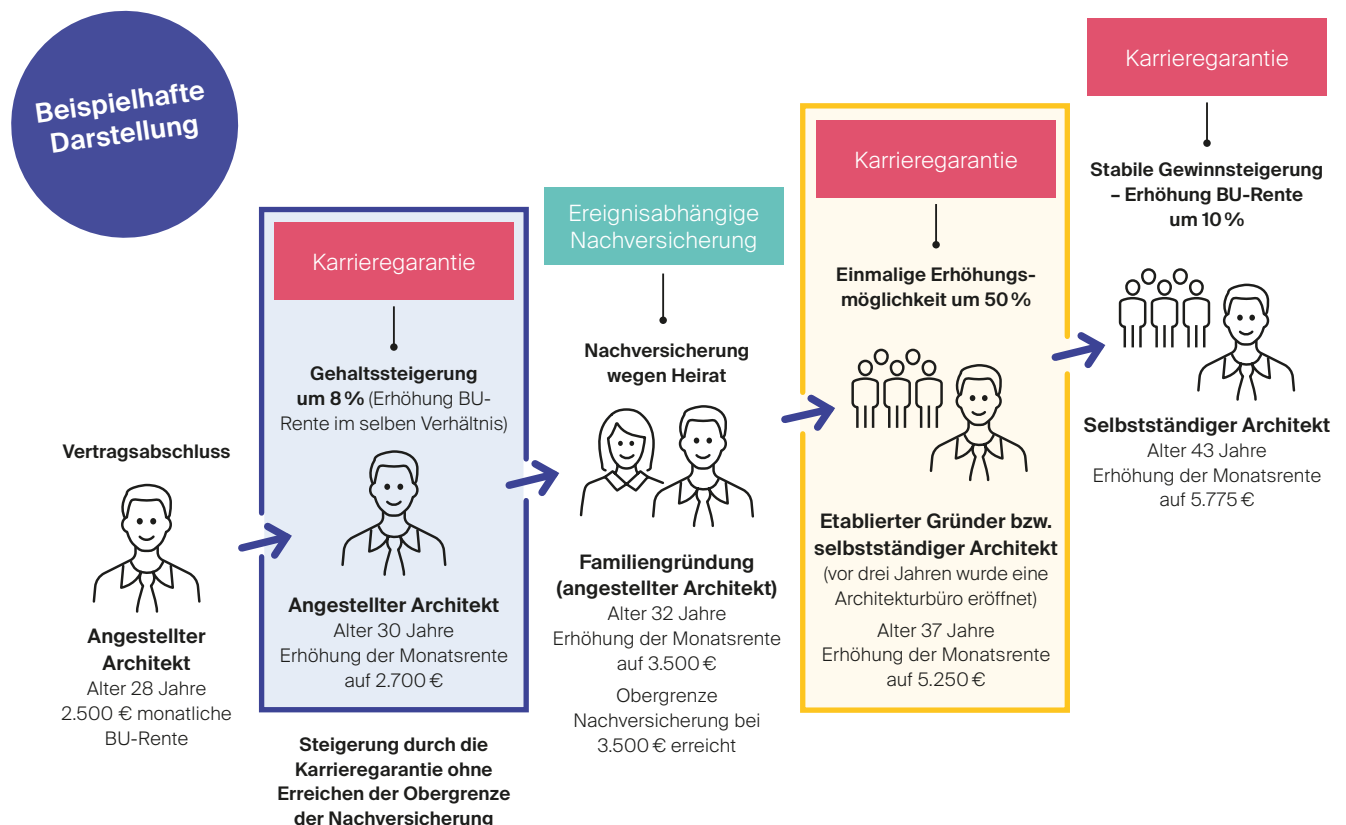 Beispielhafte
Darstellung
Vertragsabschluss
Angestellter
Architekt
Alter 28 Jahre
2.500 € monatliche
BU-Rente
Karrieregarantie
Gehaltssteigerung
um 8 % (Erhöhung BU-
Rente im selben Verhältnis)
Angestellter Architekt
Alter 30 Jahre
Erhöhung der Monatsrente
auf 2.700 €
Steigerung durch die
Karrieregarantie ohne
Erreichen der Obergrenze
der Nachversicherung
Ereignisabhängige
Nachversicherung
Nachversicherung
wegen Heirat
Familiengründung
(angestellter Architekt)
Alter 32 Jahre
Erhöhung der Monatsrente
auf 3.500 €
Obergrenze
Nachversicherung bei
3.500 € erreicht
Karrieregarantie
Einmalige Erhöhungs-
möglichkeit um 50 %
Etablierter Gründer bzw.
selbstständiger Architekt
(vor drei Jahren wurde eine
Architekturbüro eröffnet)
Alter 37 Jahre
Erhöhung der Monatsrente
auf 5.250 €
Karrieregarantie
Stabile Gewinnsteigerung
– Erhöhung BU-Rente
um 10 %
Selbstständiger Architekt
Alter 43 Jahre
Erhöhung der Monatsrente
auf 5.775 €